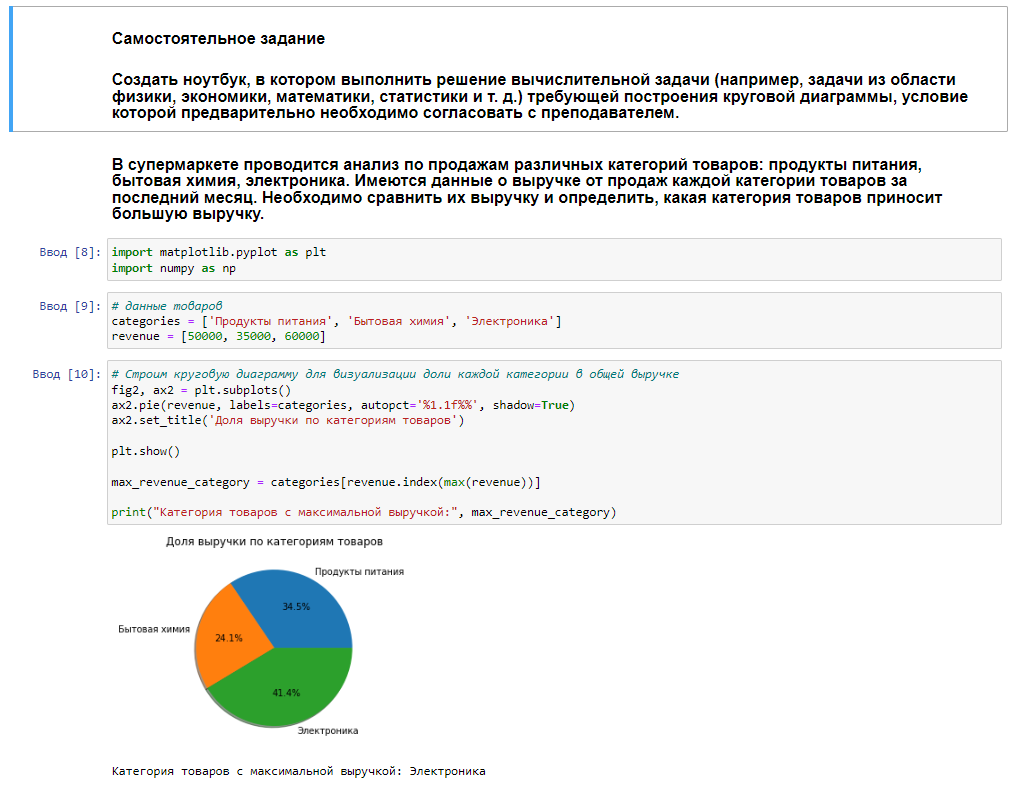 Самостоятельное задание
Создать ноутбук, в котором выполнить решение вычислительной задачи (например, задачи из области
физики, экономики, математики, статистики и т. д.) требующей построения круговой диаграммы, условие
которой предварительно необходимо согласовать с преподавателем.
В супермаркете проводится анализ по продажам различных категорий товаров: продукты питания,
бытовая химия, электроника. Имеются данные о выручке от продаж каждой категории товаров за
последний месяц. Необходимо сравнить их выручку и определить, какая категория товаров приносит
большую выручку.
Ввод [8]: import matplotlib.pyplot as plt
import numpy as np
Ввод [9]: # данные товаров
categories = ['Продукты питания', 'Бытовая химия', 'Электроника']
revenue = [50000, 35000, 60000]
Ввод [10]: # Строим круговую диаграмму для визуализации доли каждой категории в общей выручке
fig2, ax2 = plt.subplots()
ax2.pie(revenue, labels=categories, autopct='%1.1f%%', shadow=True)
ax2.set_title('Доля выручки по категориям товаров')
plt.show()
max_revenue_category = categories[revenue.index(max(revenue))]
print("Категория товаров с максимальной выручкой:", max_revenue_category)
Доля выручки по категориям товаров
Продукты питания
34.5%
Бытовая химия
24.1%
41.4%
Электроника
Категория товаров с максимальной выручкой: Электроника